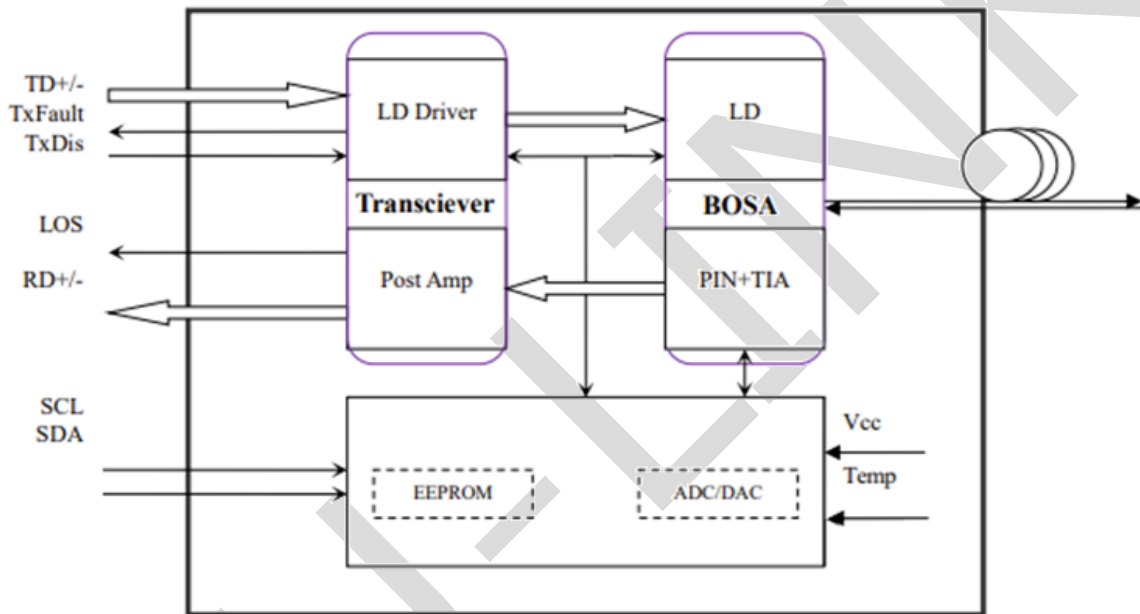 TD+/-
TxFault
TxDis
LOS
RD+/-
SCL
SDA
LD Driver
Transciever
Post Amp
LD
BOSA
PIN+TIA
EEPROM
ADC/DAC
Vcc
Temp